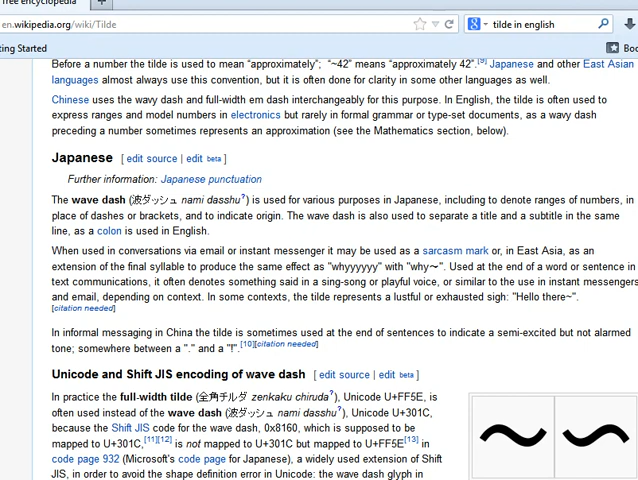 free encyclopedia
en.wikipedia.org/wiki/Tilde
tilde in english
ting Started
Boo
Before a number the tilde is used to mean "approximately"; "~42" means "approximately 42".[9] Japanese and other East Asian
languages almost always use this convention, but it is often done for clarity in some other languages as well.
Chinese uses the wavy dash and full-width em dash interchangeably for this purpose. In English, the tilde is often used to
express ranges and model numbers in electronics but rarely in formal grammar or type-set documents, as a wavy dash
preceding a number sometimes represents an approximation (see the Mathematics section, below).
Japanese [ edit source | edit beta ]
Further information: Japanese punctuation
The wave dash (波ダッシュ nami dasshu?) is used for various purposes in Japanese, including to denote ranges of numbers, in
place of dashes or brackets, and to indicate origin. The wave dash is also used to separate a title and a subtitle in the same
line, as a colon is used in English.
When used in conversations via email or instant messenger it may be used as a sarcasm mark or, in East Asia, as an
extension of the final syllable to produce the same effect as "whyyyyyy" with "why〜". Used at the end of a word or sentence in
text communications, it often denotes something said in a sing-song or playful voice, or similar to the use in instant messengers
and email, depending on context. In some contexts, the tilde represents a lustful or exhausted sigh: "Hello there~".
[citation needed]
In informal messaging in China the tilde is sometimes used at the end of sentences to indicate a semi-excited but not alarmed
tone; somewhere between a "." and a "!".[10][citation needed]
Unicode and Shift JIS encoding of wave dash [ edit source | edit beta ]
In practice the full-width tilde (全角チルダ zenkaku chiruda?), Unicode U+FF5E, is
often used instead of the wave dash (波ダッシュ nami dasshu?), Unicode U+301C,
because the Shift JIS code for the wave dash, 0x8160, which is supposed to be
mapped to U+301C,[11][12] is not mapped to U+301C but mapped to U+FF5E[13] in
code page 932 (Microsoft's code page for Japanese), a widely used extension of Shift
JIS, in order to avoid the shape definition error in Unicode: the wave dash glyph in